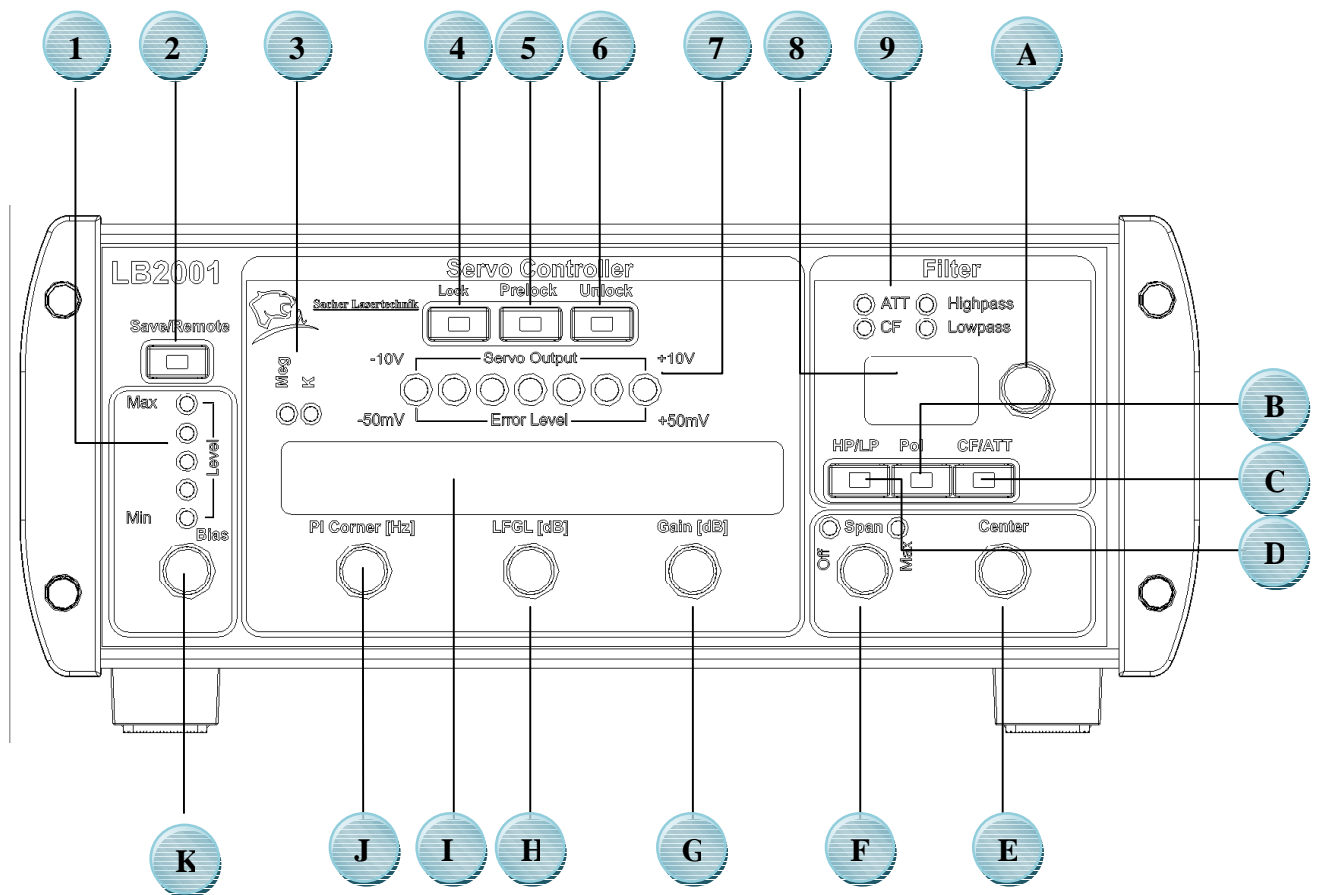 1 2 3 4 5 6 7 8 9 A
LB2001 Servo Controller Filter
Lock Prelock Unlock
Sacher Lasertechnik
ATT Highpass
CF Lowpass
Save/Remote
-10V Servo Output +10V
Meg K
-50mV Error Level +50mV
Max
Level
Min
Bias
HP/LP Pol CF/ATT
B
C
D
PI Corner [Hz] LFGL [dB] Gain [dB]
Off Span Max Center
K J I H G F E